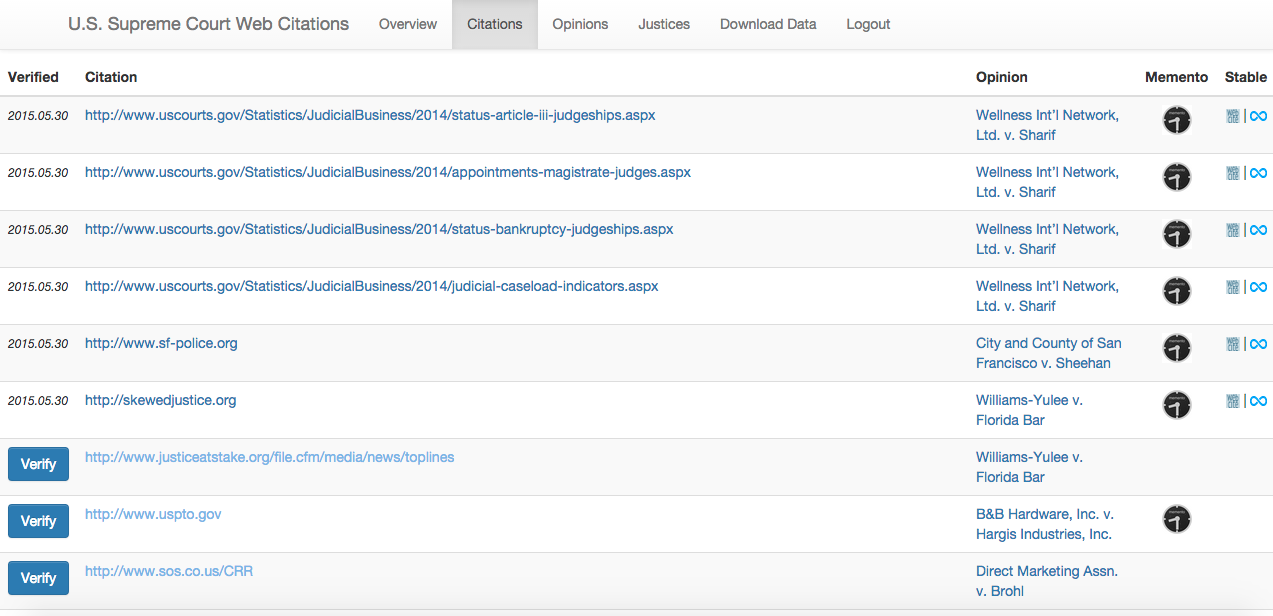 U.S. Supreme Court Web Citations Overview Citations Opinions Justices Download Data Logout
Verified Citation Opinion Memento Stable
2015.05.30 http://www.uscourts.gov/Statistics/JudicialBusiness/2014/status-article-iii-judgeships.aspx Wellness Int'l Network,
Ltd. v. Sharif
2015.05.30 http://www.uscourts.gov/Statistics/JudicialBusiness/2014/appointments-magistrate-judges.aspx Wellness Int'l Network,
Ltd. v. Sharif
2015.05.30 http://www.uscourts.gov/Statistics/JudicialBusiness/2014/status-bankruptcy-judgeships.aspx Wellness Int'l Network,
Ltd. v. Sharif
2015.05.30 http://www.uscourts.gov/Statistics/JudicialBusiness/2014/judicial-caseload-indicators.aspx Wellness Int'l Network,
Ltd. v. Sharif
2015.05.30 http://www.sf-police.org City and County of San
Francisco v. Sheehan
2015.05.30 http://skewedjustice.org Williams-Yulee v.
Florida Bar
Verify http://www.justiceatstake.org/file.cfm/media/news/toplines Williams-Yulee v.
Florida Bar
Verify http://www.uspto.gov B&B Hardware, Inc. v.
Hargis Industries, Inc.
Verify http://www.sos.co.us/CRR Direct Marketing Assn.
v. Brohl